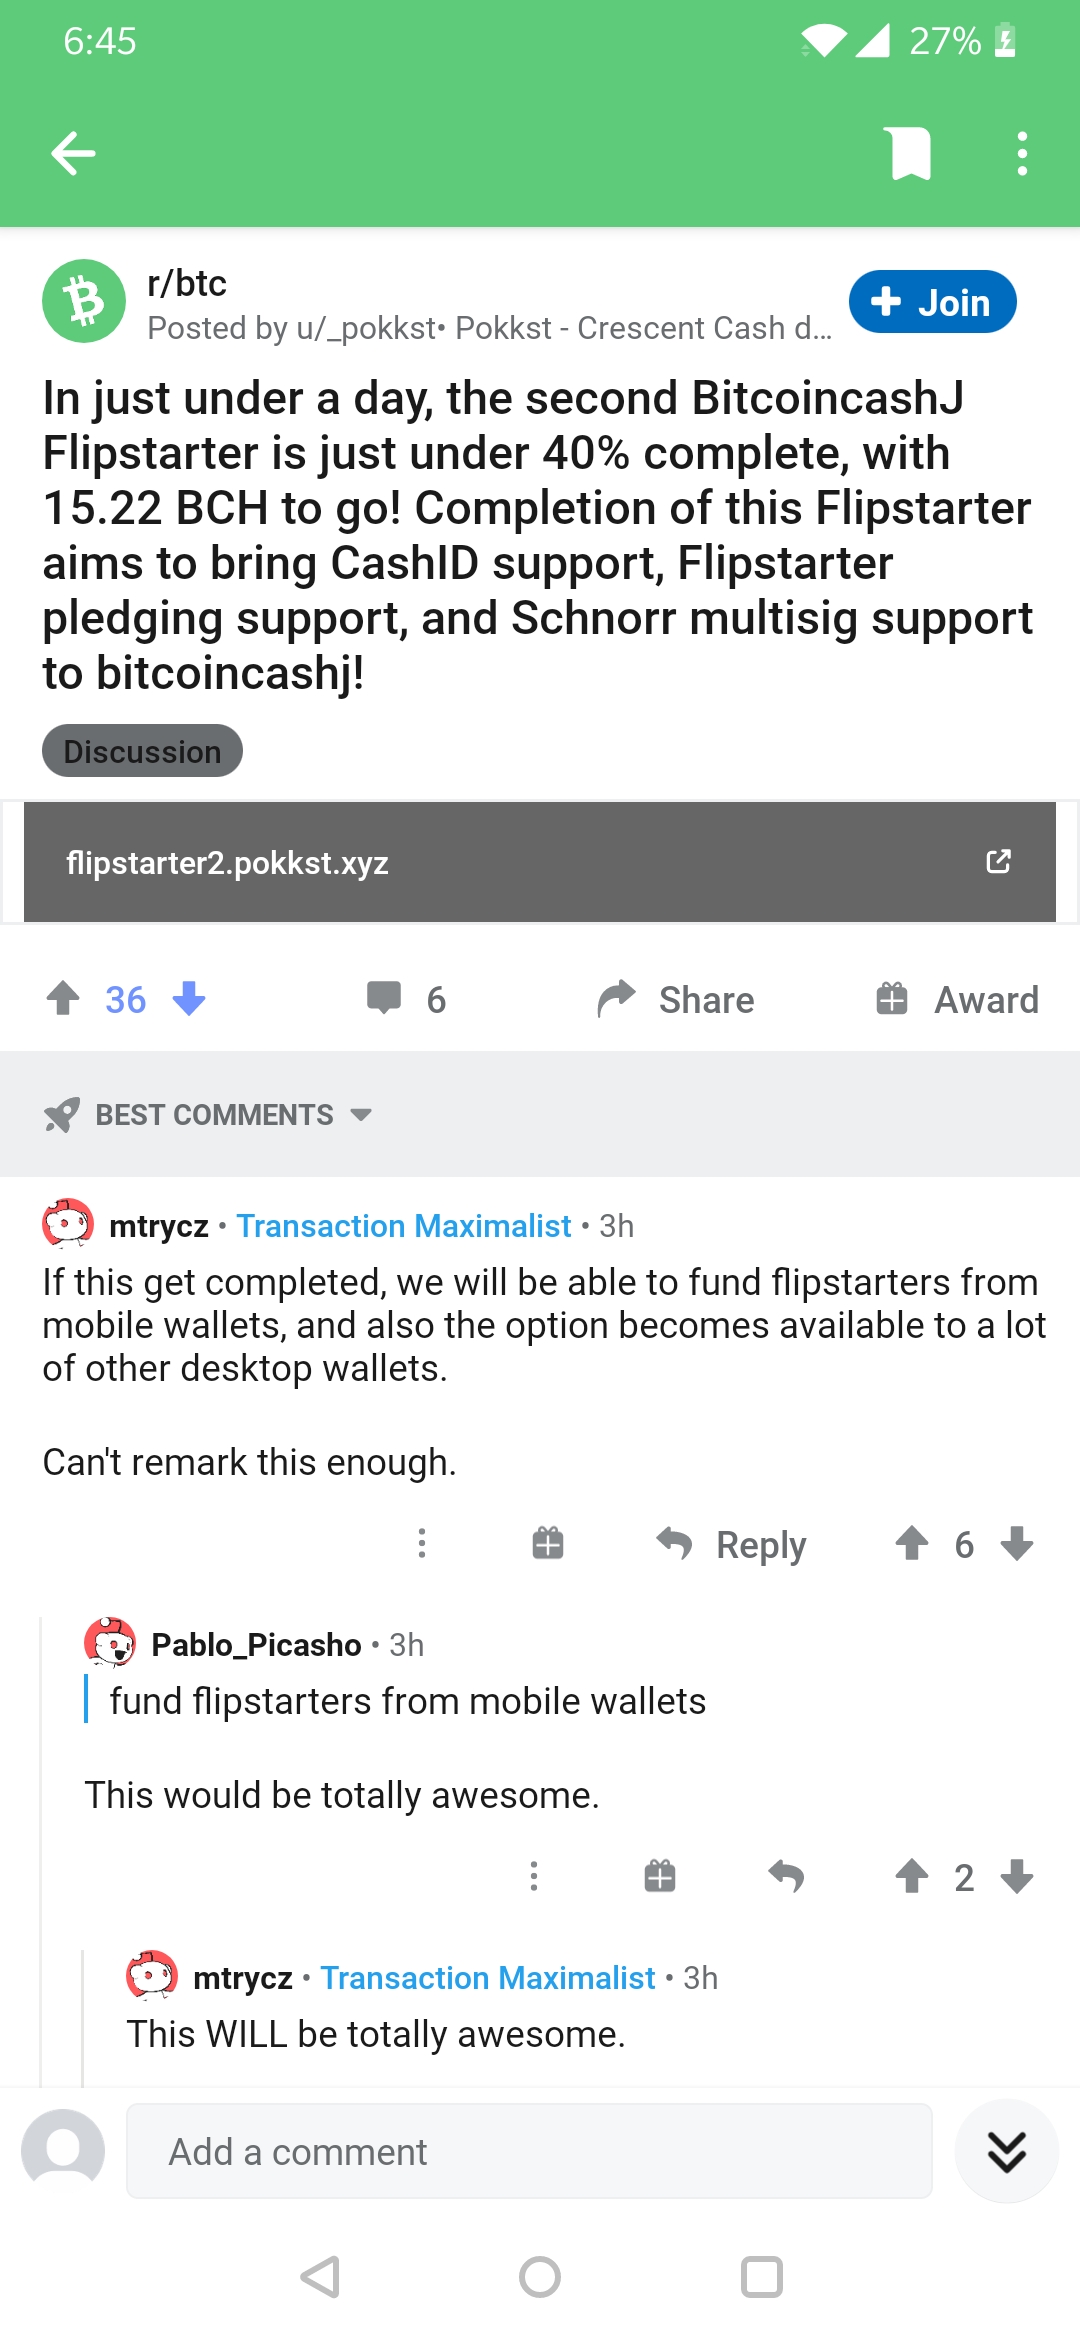 6:45
27%
r/btc
Posted by u/_pokkst• Pokkst - Crescent Cash d...
+ Join
In just under a day, the second BitcoincashJ
Flipstarter is just under 40% complete, with
15.22 BCH to go! Completion of this Flipstarter
aims to bring CashID support, Flipstarter
pledging support, and Schnorr multisig support
to bitcoincashj!
Discussion
flipstarter2.pokkst.xyz
36
6
Share
Award
BEST COMMENTS
mtrycz • Transaction Maximalist • 3h
If this get completed, we will be able to fund flipstarters from
mobile wallets, and also the option becomes available to a lot
of other desktop wallets.
Can't remark this enough.
Reply
6
Pablo_Picasho • 3h
fund flipstarters from mobile wallets
This would be totally awesome.
2
mtrycz • Transaction Maximalist • 3h
This WILL be totally awesome.
Add a comment